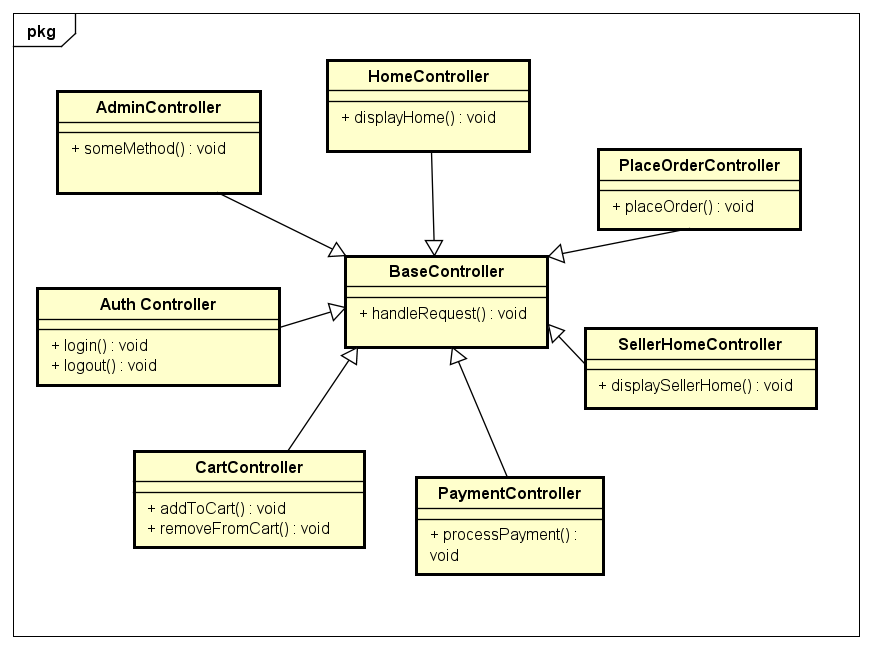 pkg
HomeController
+ displayHome() : void
AdminController
+ someMethod() : void
PlaceOrderController
+ placeOrder() : void
BaseController
+ handleRequest() : void
Auth Controller
+ login() : void
+ logout() : void
SellerHomeController
+ displaySellerHome() : void
CartController
+ addToCart() : void
+ removeFromCart() : void
PaymentController
+ processPayment() :
void